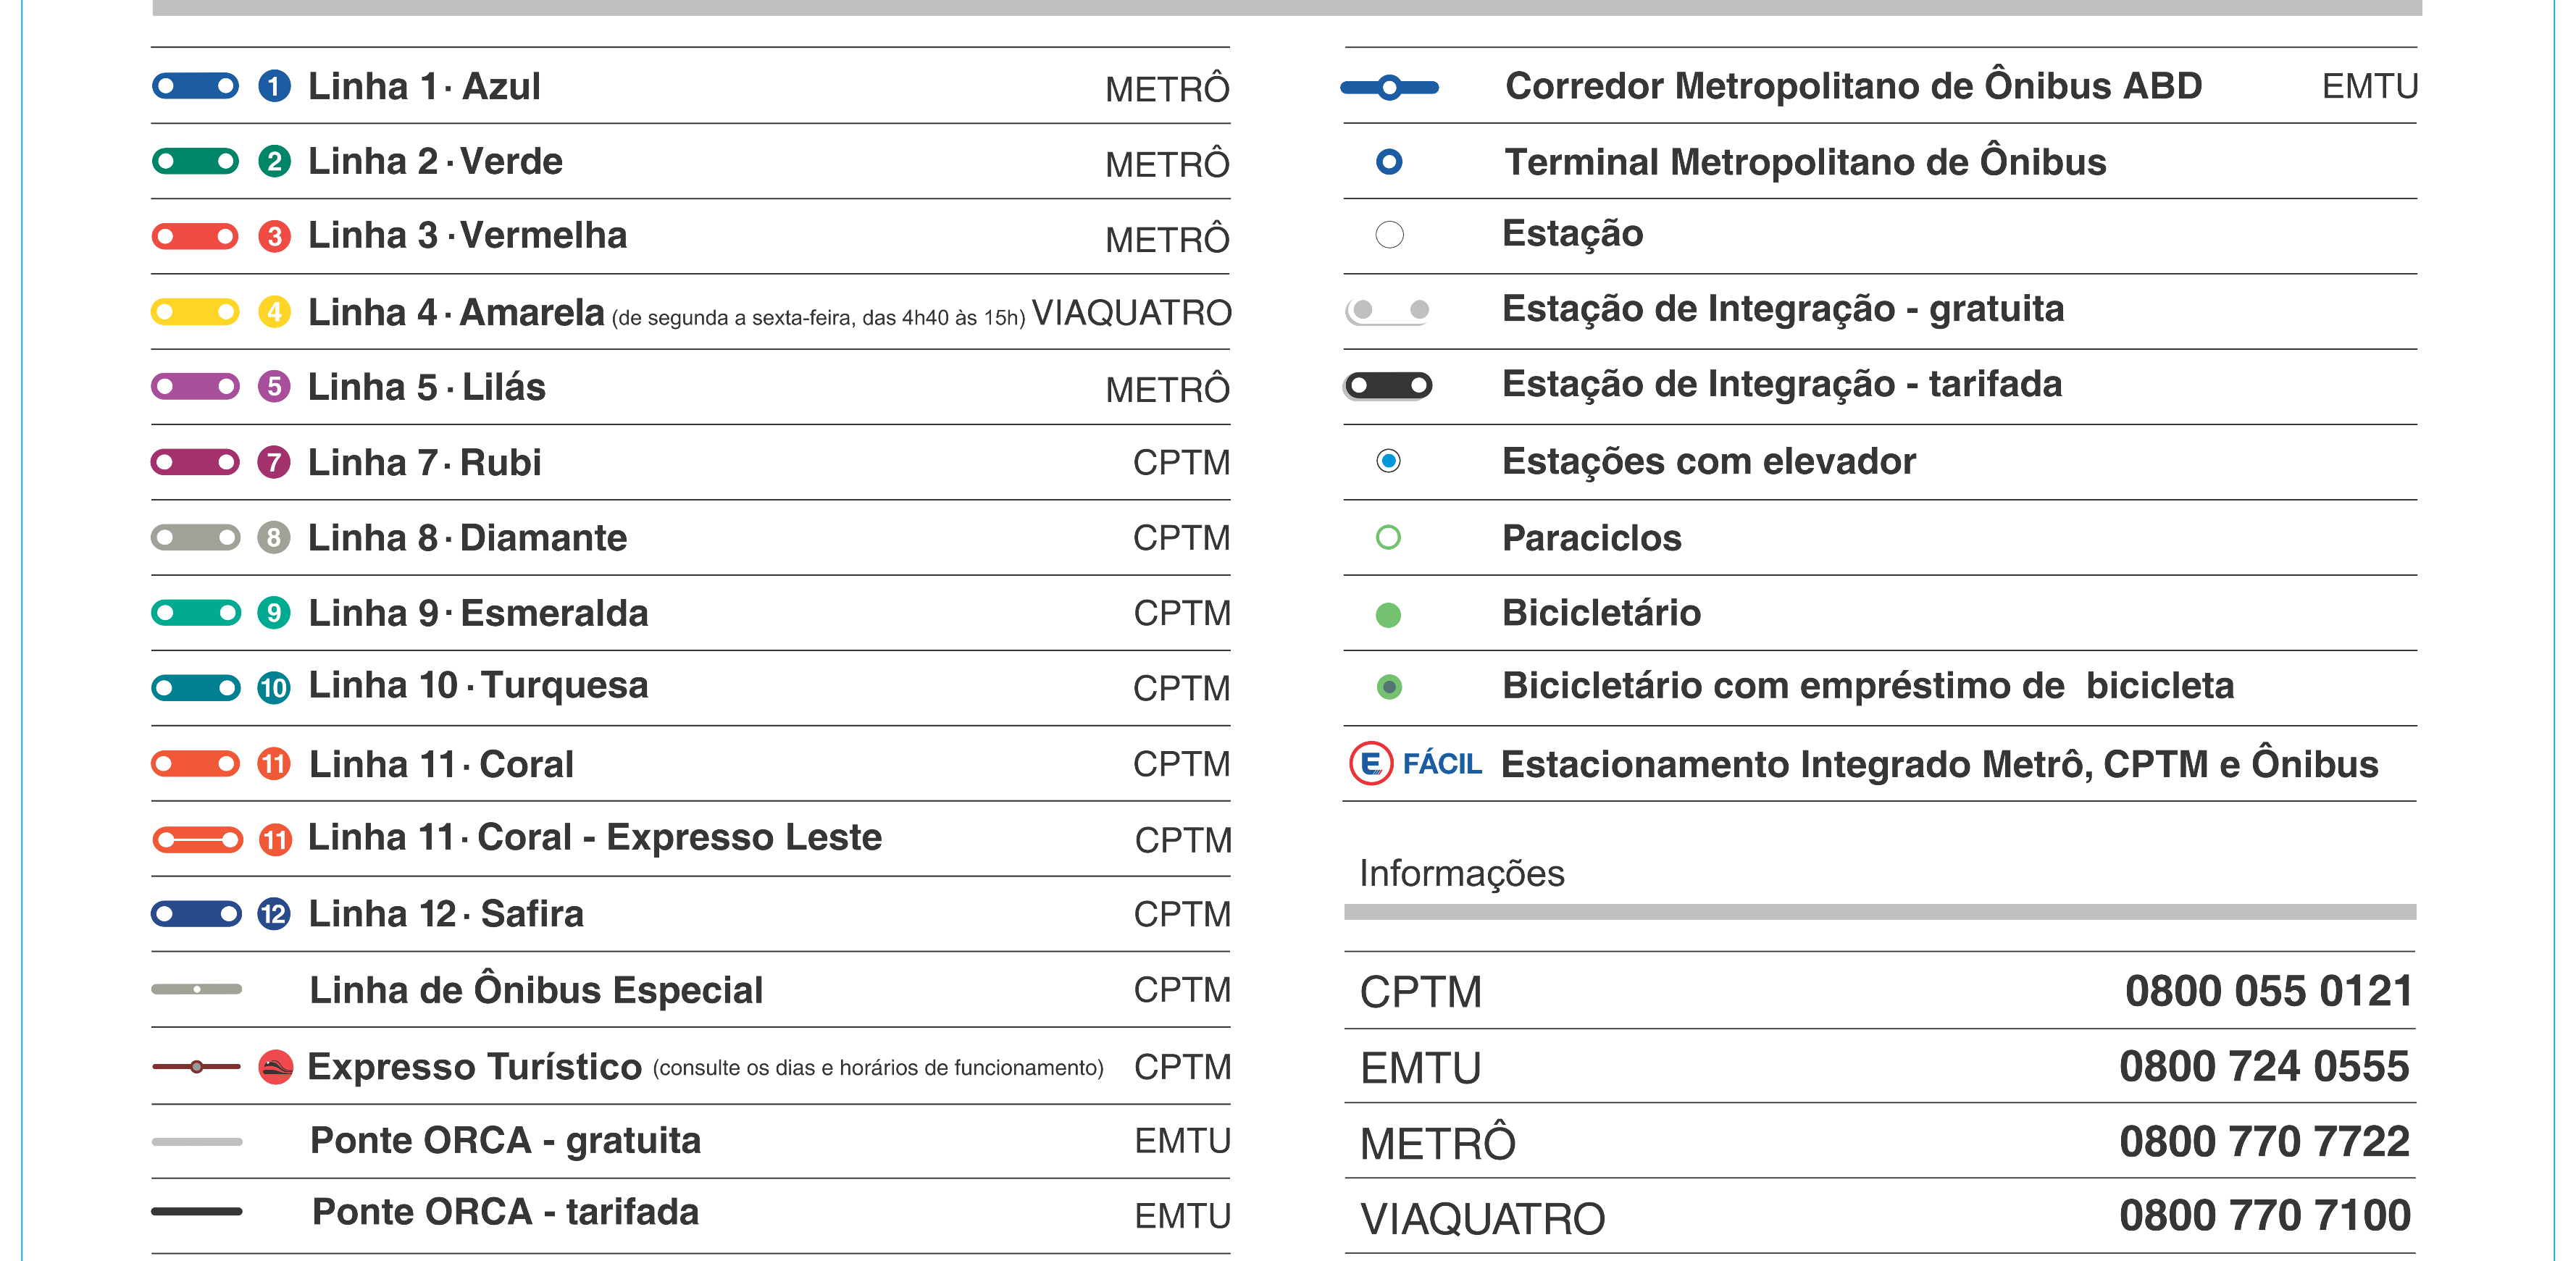 1 Linha 1 · Azul METRÔ
2 Linha 2 · Verde METRÔ
3 Linha 3 · Vermelha METRÔ
4 Linha 4 · Amarela (de segunda a sexta-feira, das 4h40 às 15h) VIAQUATRO
5 Linha 5 · Lilás METRÔ
7 Linha 7 · Rubi CPTM
8 Linha 8 · Diamante CPTM
9 Linha 9 · Esmeralda CPTM
10 Linha 10 · Turquesa CPTM
11 Linha 11 · Coral CPTM
11 Linha 11 · Coral - Expresso Leste CPTM
12 Linha 12 · Safira CPTM
Linha de Ônibus Especial CPTM
Expresso Turístico (consulte os dias e horários de funcionamento) CPTM
Ponte ORCA - gratuita EMTU
Ponte ORCA - tarifada EMTU
Corredor Metropolitano de Ônibus ABD EMTU
Terminal Metropolitano de Ônibus
Estação
Estação de Integração - gratuita
Estação de Integração - tarifada
Estações com elevador
Paraciclos
Bicicletário
Bicicletário com empréstimo de bicicleta
E FÁCIL Estacionamento Integrado Metrô, CPTM e Ônibus
Informações
CPTM 0800 055 0121
EMTU 0800 724 0555
METRÔ 0800 770 7722
VIAQUATRO 0800 770 7100